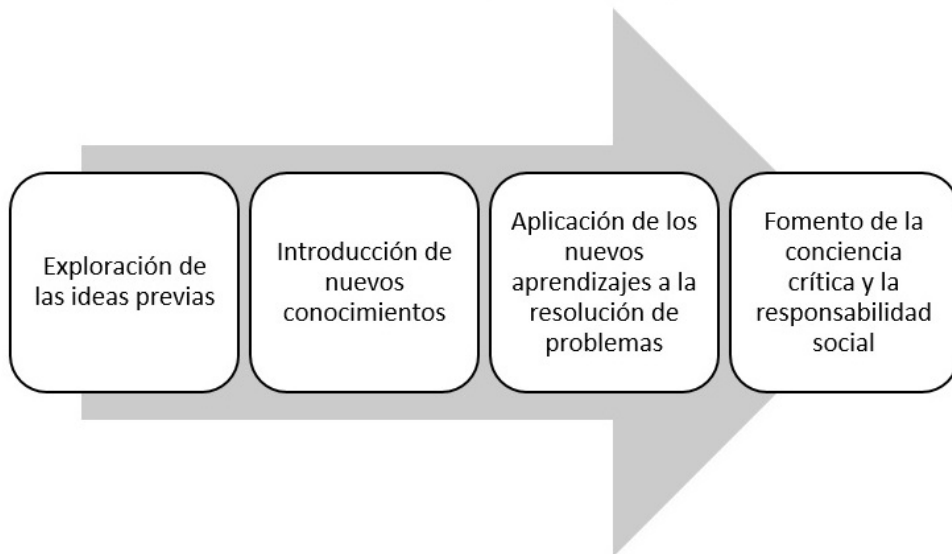 Exploración de
las ideas previas
Introducción de
nuevos
conocimientos
Aplicación de los
nuevos
aprendizajes a la
resolución de
problemas
Fomento de la
conciencia
crítica y la
responsabilidad
social